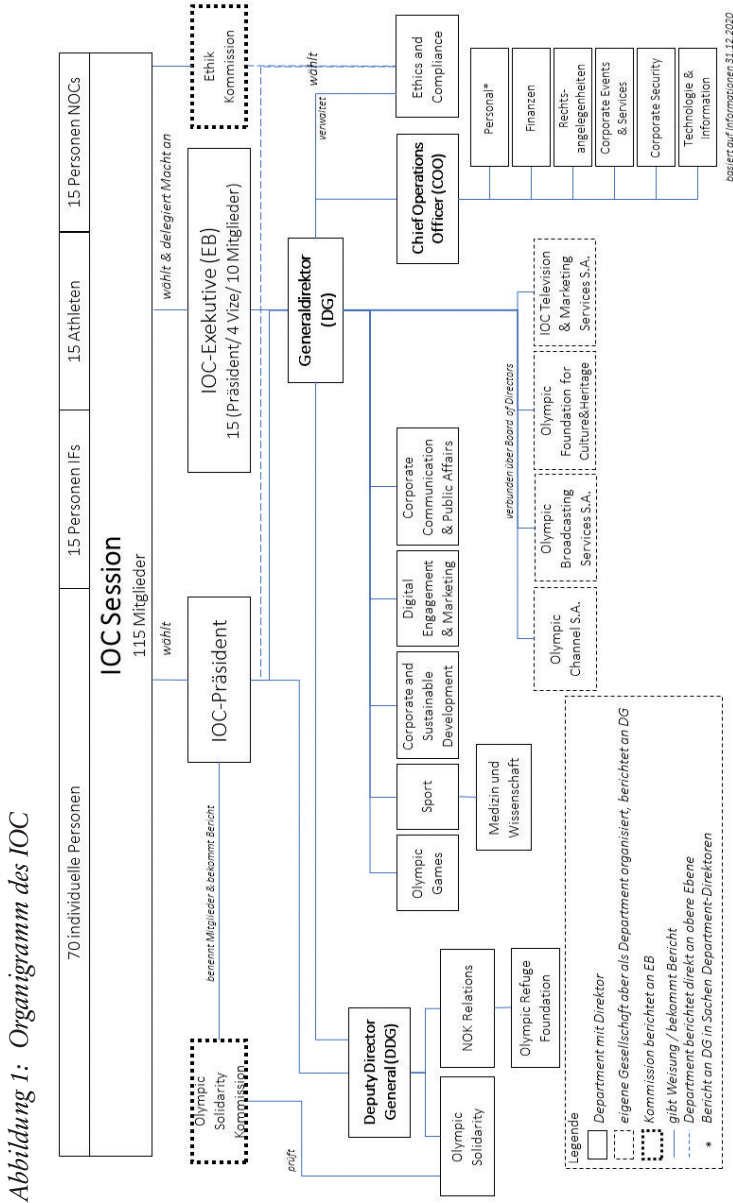 Abbildung 1: Organigramm des IOC
70 individuelle Personen
15 Personen IFs
15 Athleten
15 Personen NOCs
IOC Session
115 Mitglieder
wählt
wählt & delegiert Macht an
Olympic
Solidarity
Kommission
benennt Mitglieder & bekommt Bericht
IOC-Präsident
IOC-Exekutive (EB)
15 (Präsident/ 4 Vize/ 10 Mitglieder)
Ethik
Kommission
prüft
wählt
verwaltet
Deputy Director
General (DDG)
Generaldirektor
(DG)
Chief Operations
Officer (COO)
Ethics and
Compliance
Olympic
Solidarity
NOK Relations
Olympic Refuge
Foundation
Olympic
Games
Sport
Corporate and
Sustainable
Development
Digital
Engagement
& Marketing
Corporate
Communication
& Public Affairs
Medizin und
Wissenschaft
Personal*
Finanzen
Rechts-
angelegenheiten
Corporate Events
& Services
Corporate Security
Technologie &
Information
verbunden über Board of Directors
Olympic
Channel S.A.
Olympic
Broadcasting
Services S.A.
Olympic
Foundation for
Culture&Heritage
IOC Television
& Marketing
Services S.A.
Legende
Department mit Direktor
eigene Gesellschaft aber als Department organisiert, berichtet an DG
Kommission berichtet an EB
gibt Weisung / bekommt Bericht
Department berichtet direkt an obere Ebene
* Bericht an DG in Sachen Department-Direktoren
basiert auf Informationen 31.12.2020